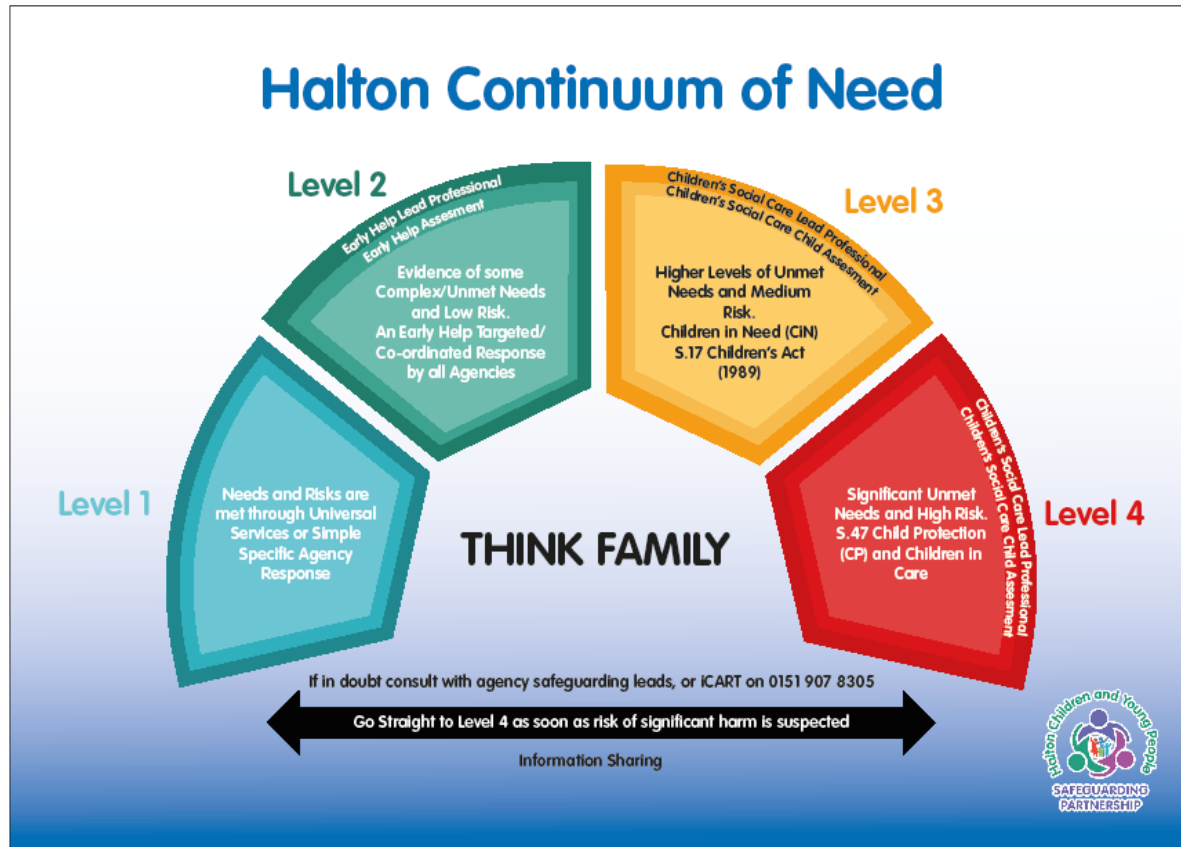 Halton Continuum of Need
Level 1
Needs and Risks are
met through Universal
Services or Simple
Specific Agency
Response
Level 2
Early Help Lead Professional
Early Help Assesment
Evidence of some
Complex/Unmet Needs
and Low Risk.
An Early Help Targeted/
Co-ordinated Response
by all Agencies
Level 3
Children's Social Care Lead Professional
Children's Social Care Child Assesment
Higher Levels of Unmet
Needs and Medium
Risk.
Children in Need (CiN)
S.17 Children's Act
(1989)
Level 4
Children's Social Care Lead Professional
Children's Social Care Child Assesment
Significant Unmet
Needs and High Risk.
S.47 Child Protection
(CP) and Children in
Care
THINK FAMILY
If in doubt consult with agency safeguarding leads, or iCART on 0151 907 8305
Go Straight to Level 4 as soon as risk of significant harm is suspected
Information Sharing
Halton Children and Young People
SAFEGUARDING
PARTNERSHIP